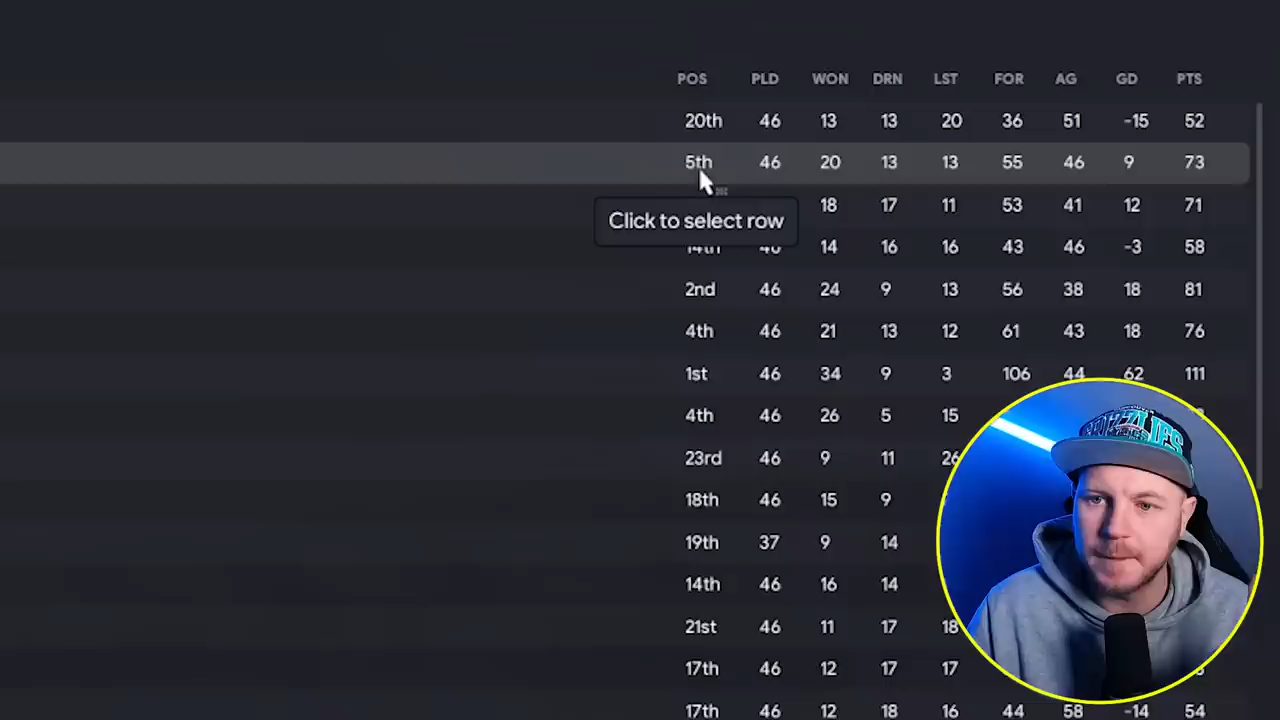 POS PLD WON DRN LST FOR AG GD PTS
20th 46 13 13 20 36 51 -15 52
5th 46 20 13 13 55 46 9 73
18 17 11 53 41 12 71
Click to select row
14th 46 14 16 16 43 46 -3 58
2nd 46 24 9 13 56 38 18 81
4th 46 21 13 12 61 43 18 76
1st 46 34 9 3 106 44 62 111
4th 46 26 5 15
23rd 46 9 11 26
18th 46 15 9
19th 37 9 14
14th 46 16 14
21st 46 11 17 18
17th 46 12 17 17
17th 46 12 18 16 44 58 -14 54
GRIZZLIES